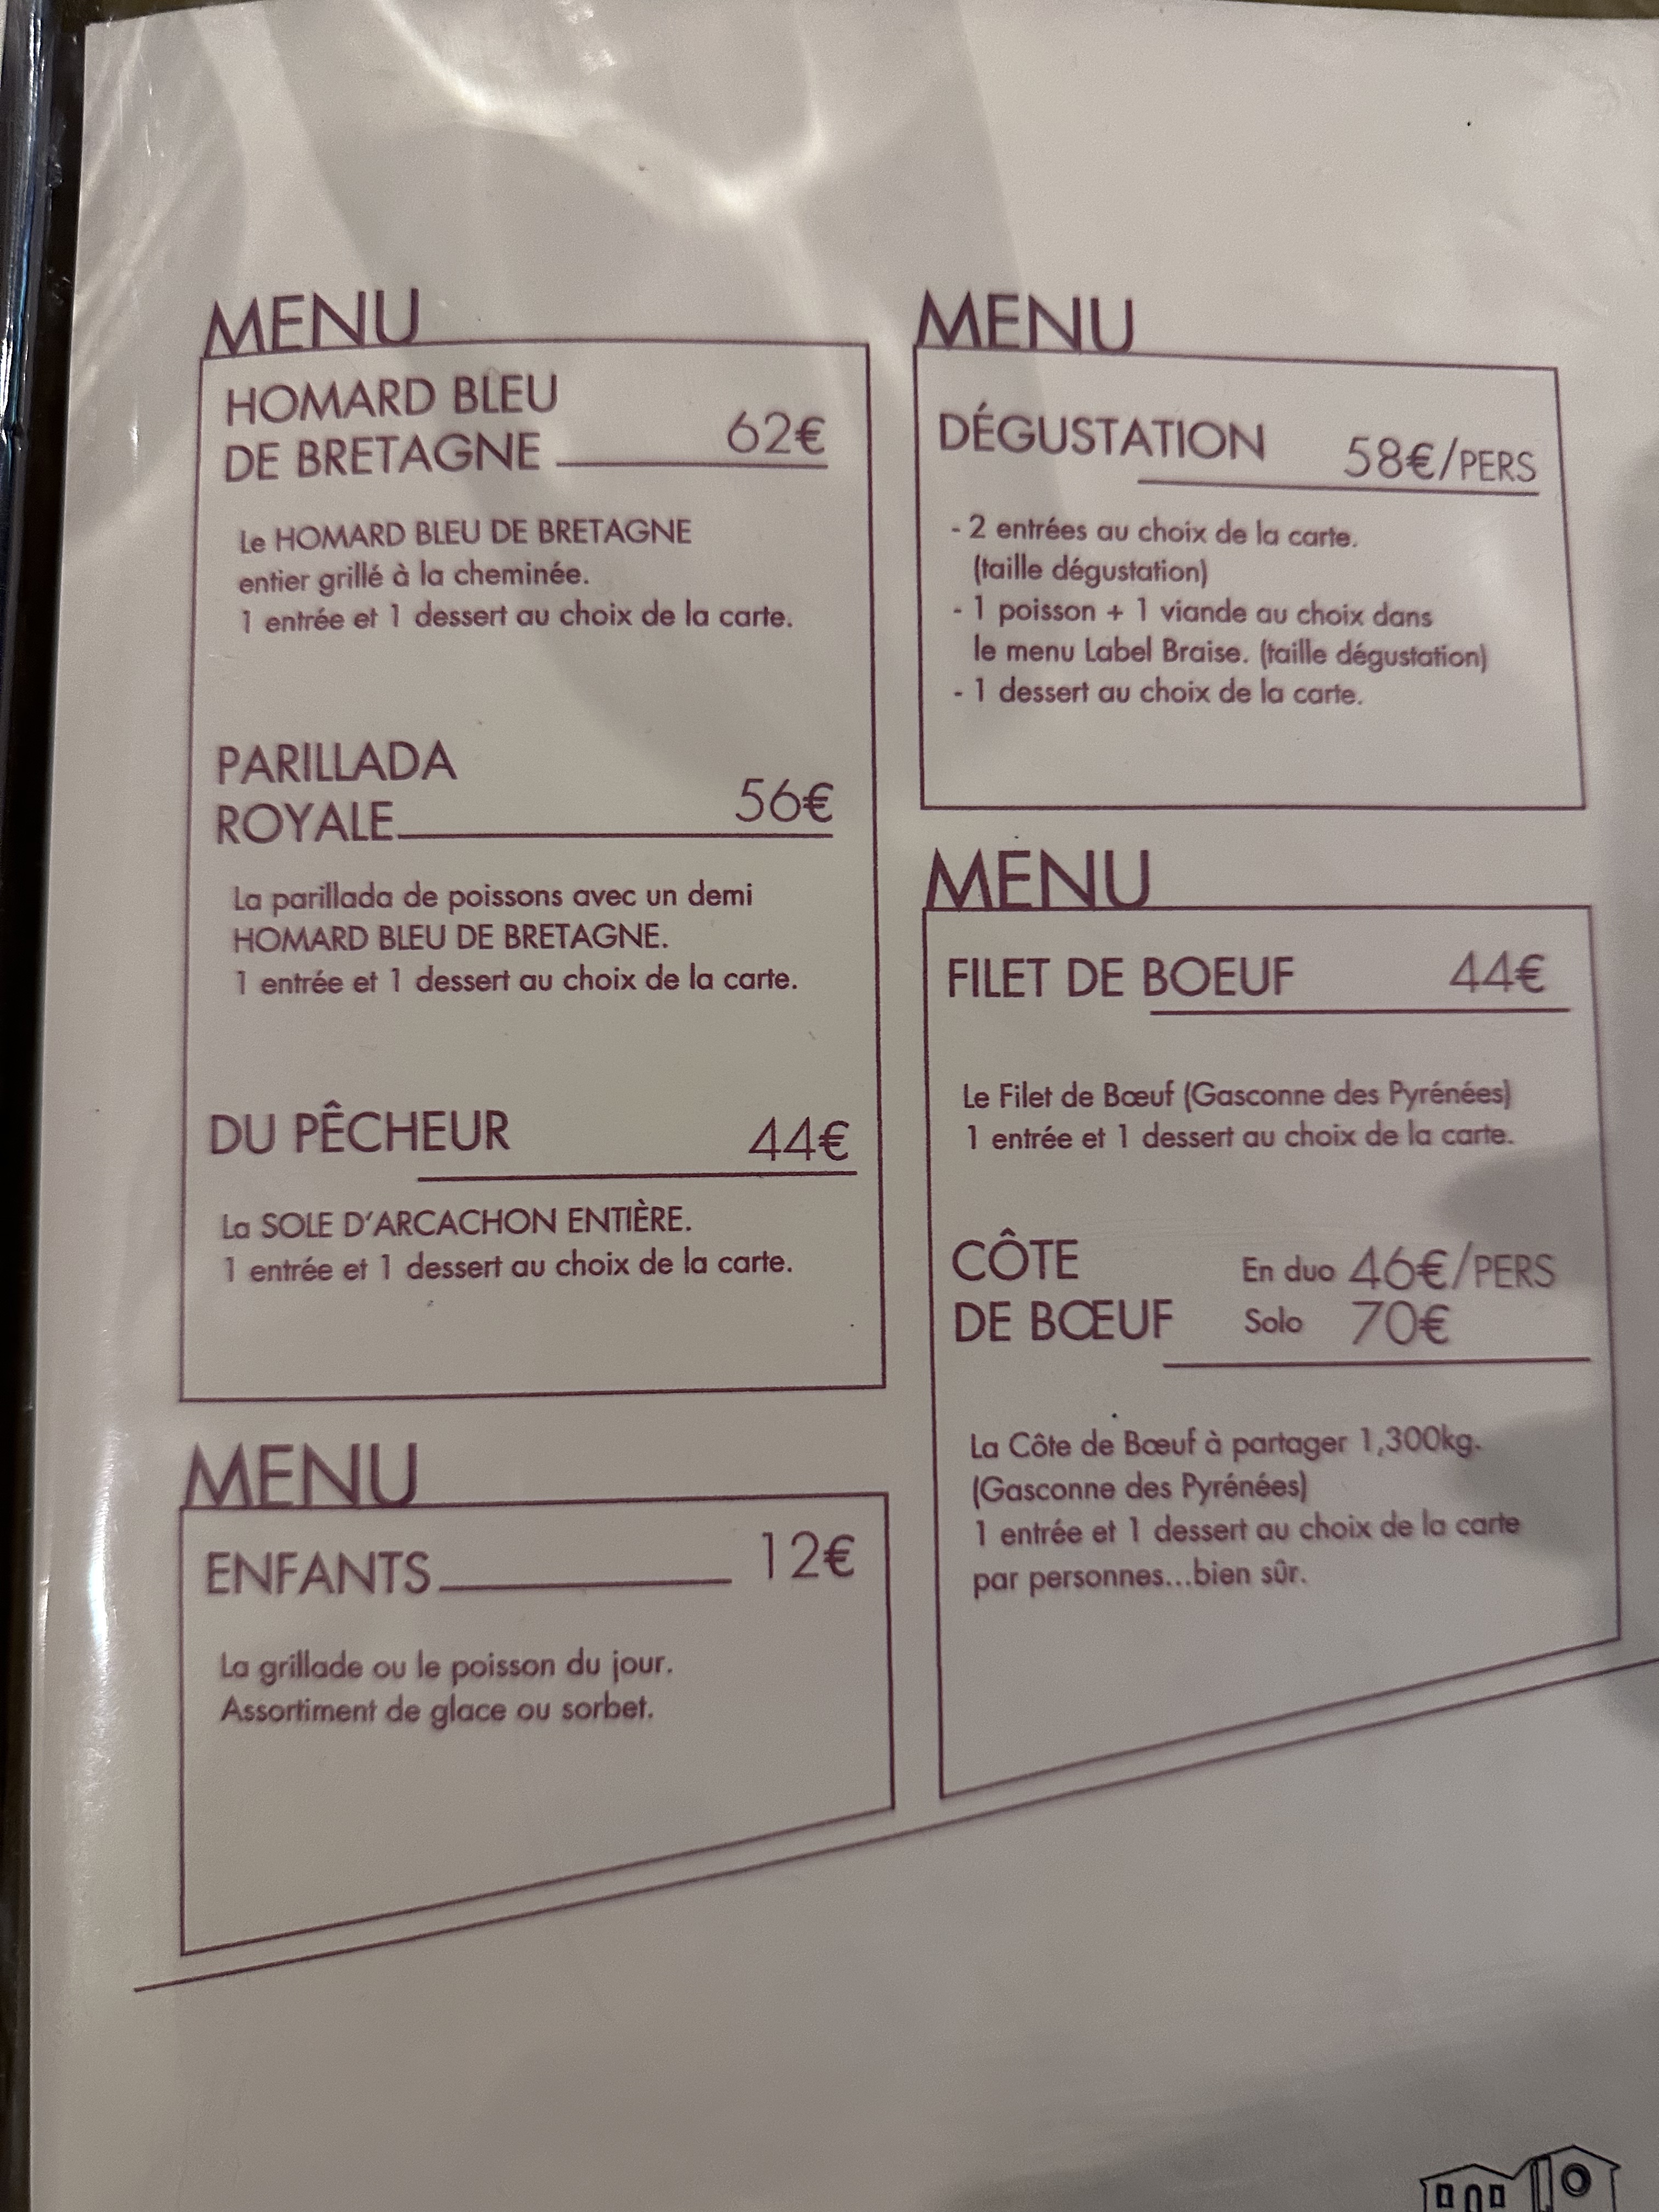 MENU
HOMARD BLEU
DE BRETAGNE 62€
Le HOMARD BLEU DE BRETAGNE
entier grillé à la cheminée.
1 entrée et 1 dessert au choix de la carte.
PARILLADA
ROYALE 56€
La parillada de poissons avec un demi
HOMARD BLEU DE BRETAGNE.
1 entrée et 1 dessert au choix de la carte.
DU PÊCHEUR 44€
La SOLE D'ARCACHON ENTIÈRE.
1 entrée et 1 dessert au choix de la carte.
MENU
ENFANTS 12€
La grillade ou le poisson du jour.
Assortiment de glace ou sorbet.
MENU
DÉGUSTATION 58€/PERS
- 2 entrées au choix de la carte.
(taille dégustation)
- 1 poisson + 1 viande au choix dans
le menu Label Braise. (taille dégustation)
- 1 dessert au choix de la carte.
MENU
FILET DE BOEUF 44€
Le Filet de Bœuf (Gasconne des Pyrénées)
1 entrée et 1 dessert au choix de la carte.
CÔTE En duo 46€/PERS
DE BŒUF Solo 70€
La Côte de Bœuf à partager 1,300kg.
(Gasconne des Pyrénées)
1 entrée et 1 dessert au choix de la carte
par personnes...bien sûr.